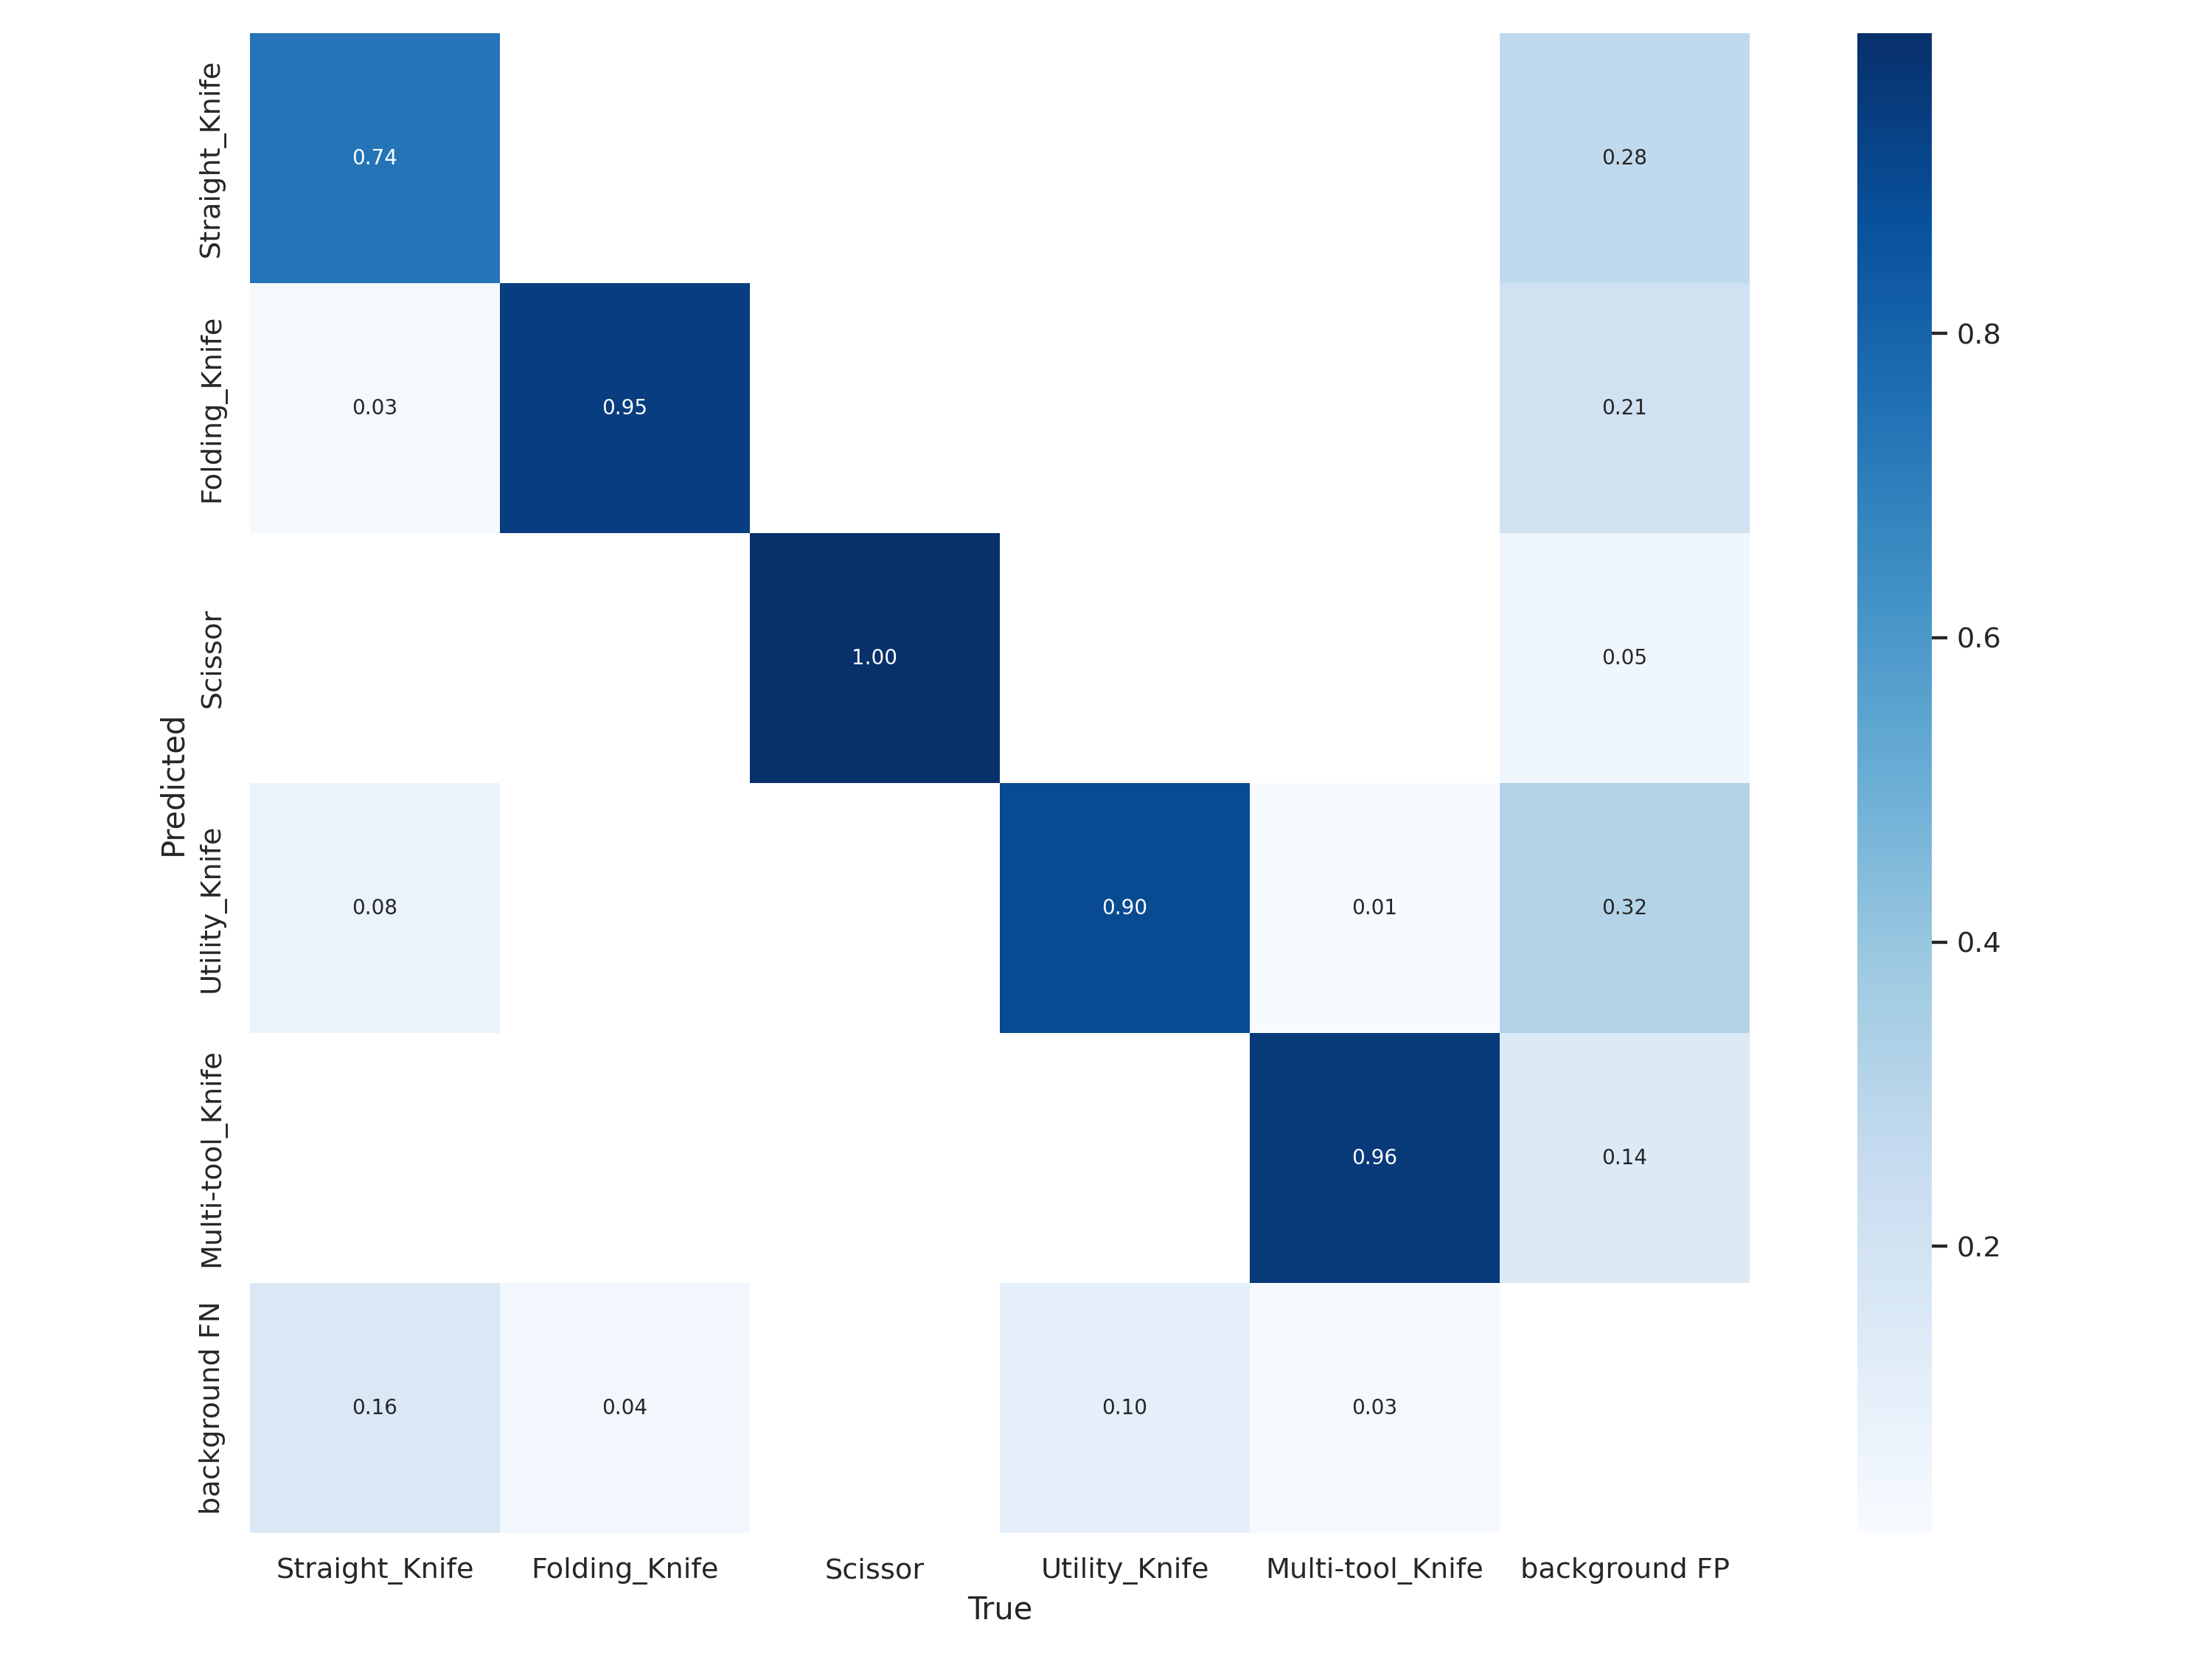 Predicted
Straight_Knife
0.74
0.28
Folding_Knife
0.03
0.95
0.21
Scissor
1.00
0.05
Utility_Knife
0.08
0.90
0.01
0.32
Multi-tool_Knife
0.96
0.14
background FN
0.16
0.04
0.10
0.03
Straight_Knife
Folding_Knife
Scissor
Utility_Knife
Multi-tool_Knife
background FP
True
0.8
0.6
0.4
0.2